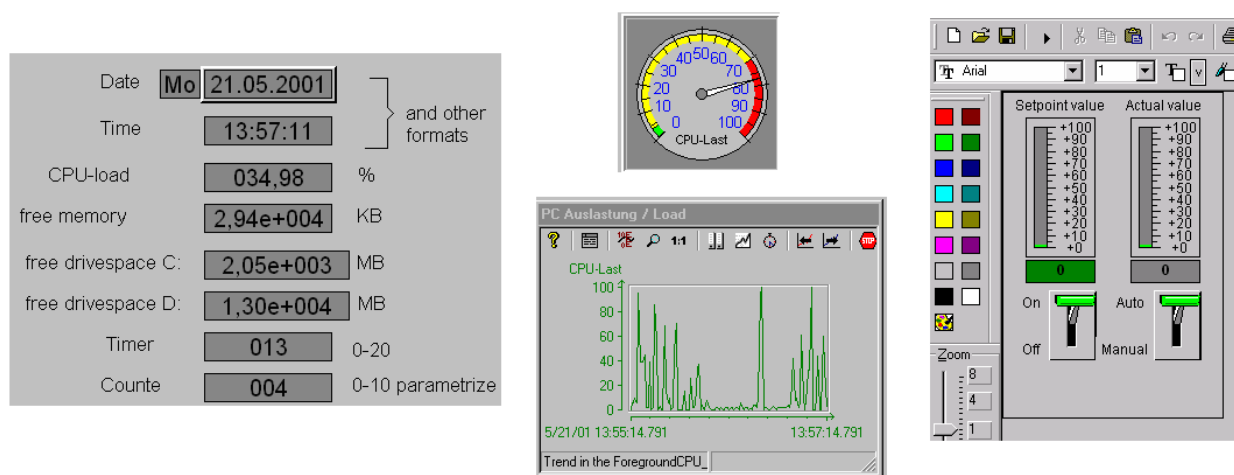 Date Mo 21.05.2001
Time 13:57:11
and other
formats
CPU-load 034,98 %
free memory 2,94e+004 KB
free drivespace C: 2,05e+003 MB
free drivespace D: 1,30e+004 MB
Timer 013 0-20
Counte 004 0-10 parametrize
0
10
20
30
40
50
60
70
80
90
100
CPU-Last
PC Auslastung / Load
1:1
STOP
CPU-Last
100
80
60
40
20
0
5/21/01 13:55:14.791 13:57:14.791
Trend in the ForegroundCPU_
Arial 1
Setpoint value Actual value
+100 +100
+90 +90
+80 +80
+70 +70
+60 +60
+50 +50
+40 +40
+30 +30
+20 +20
+10 +10
+0 +0
0 0
On Auto
Off Manual
Zoom
8
4
1